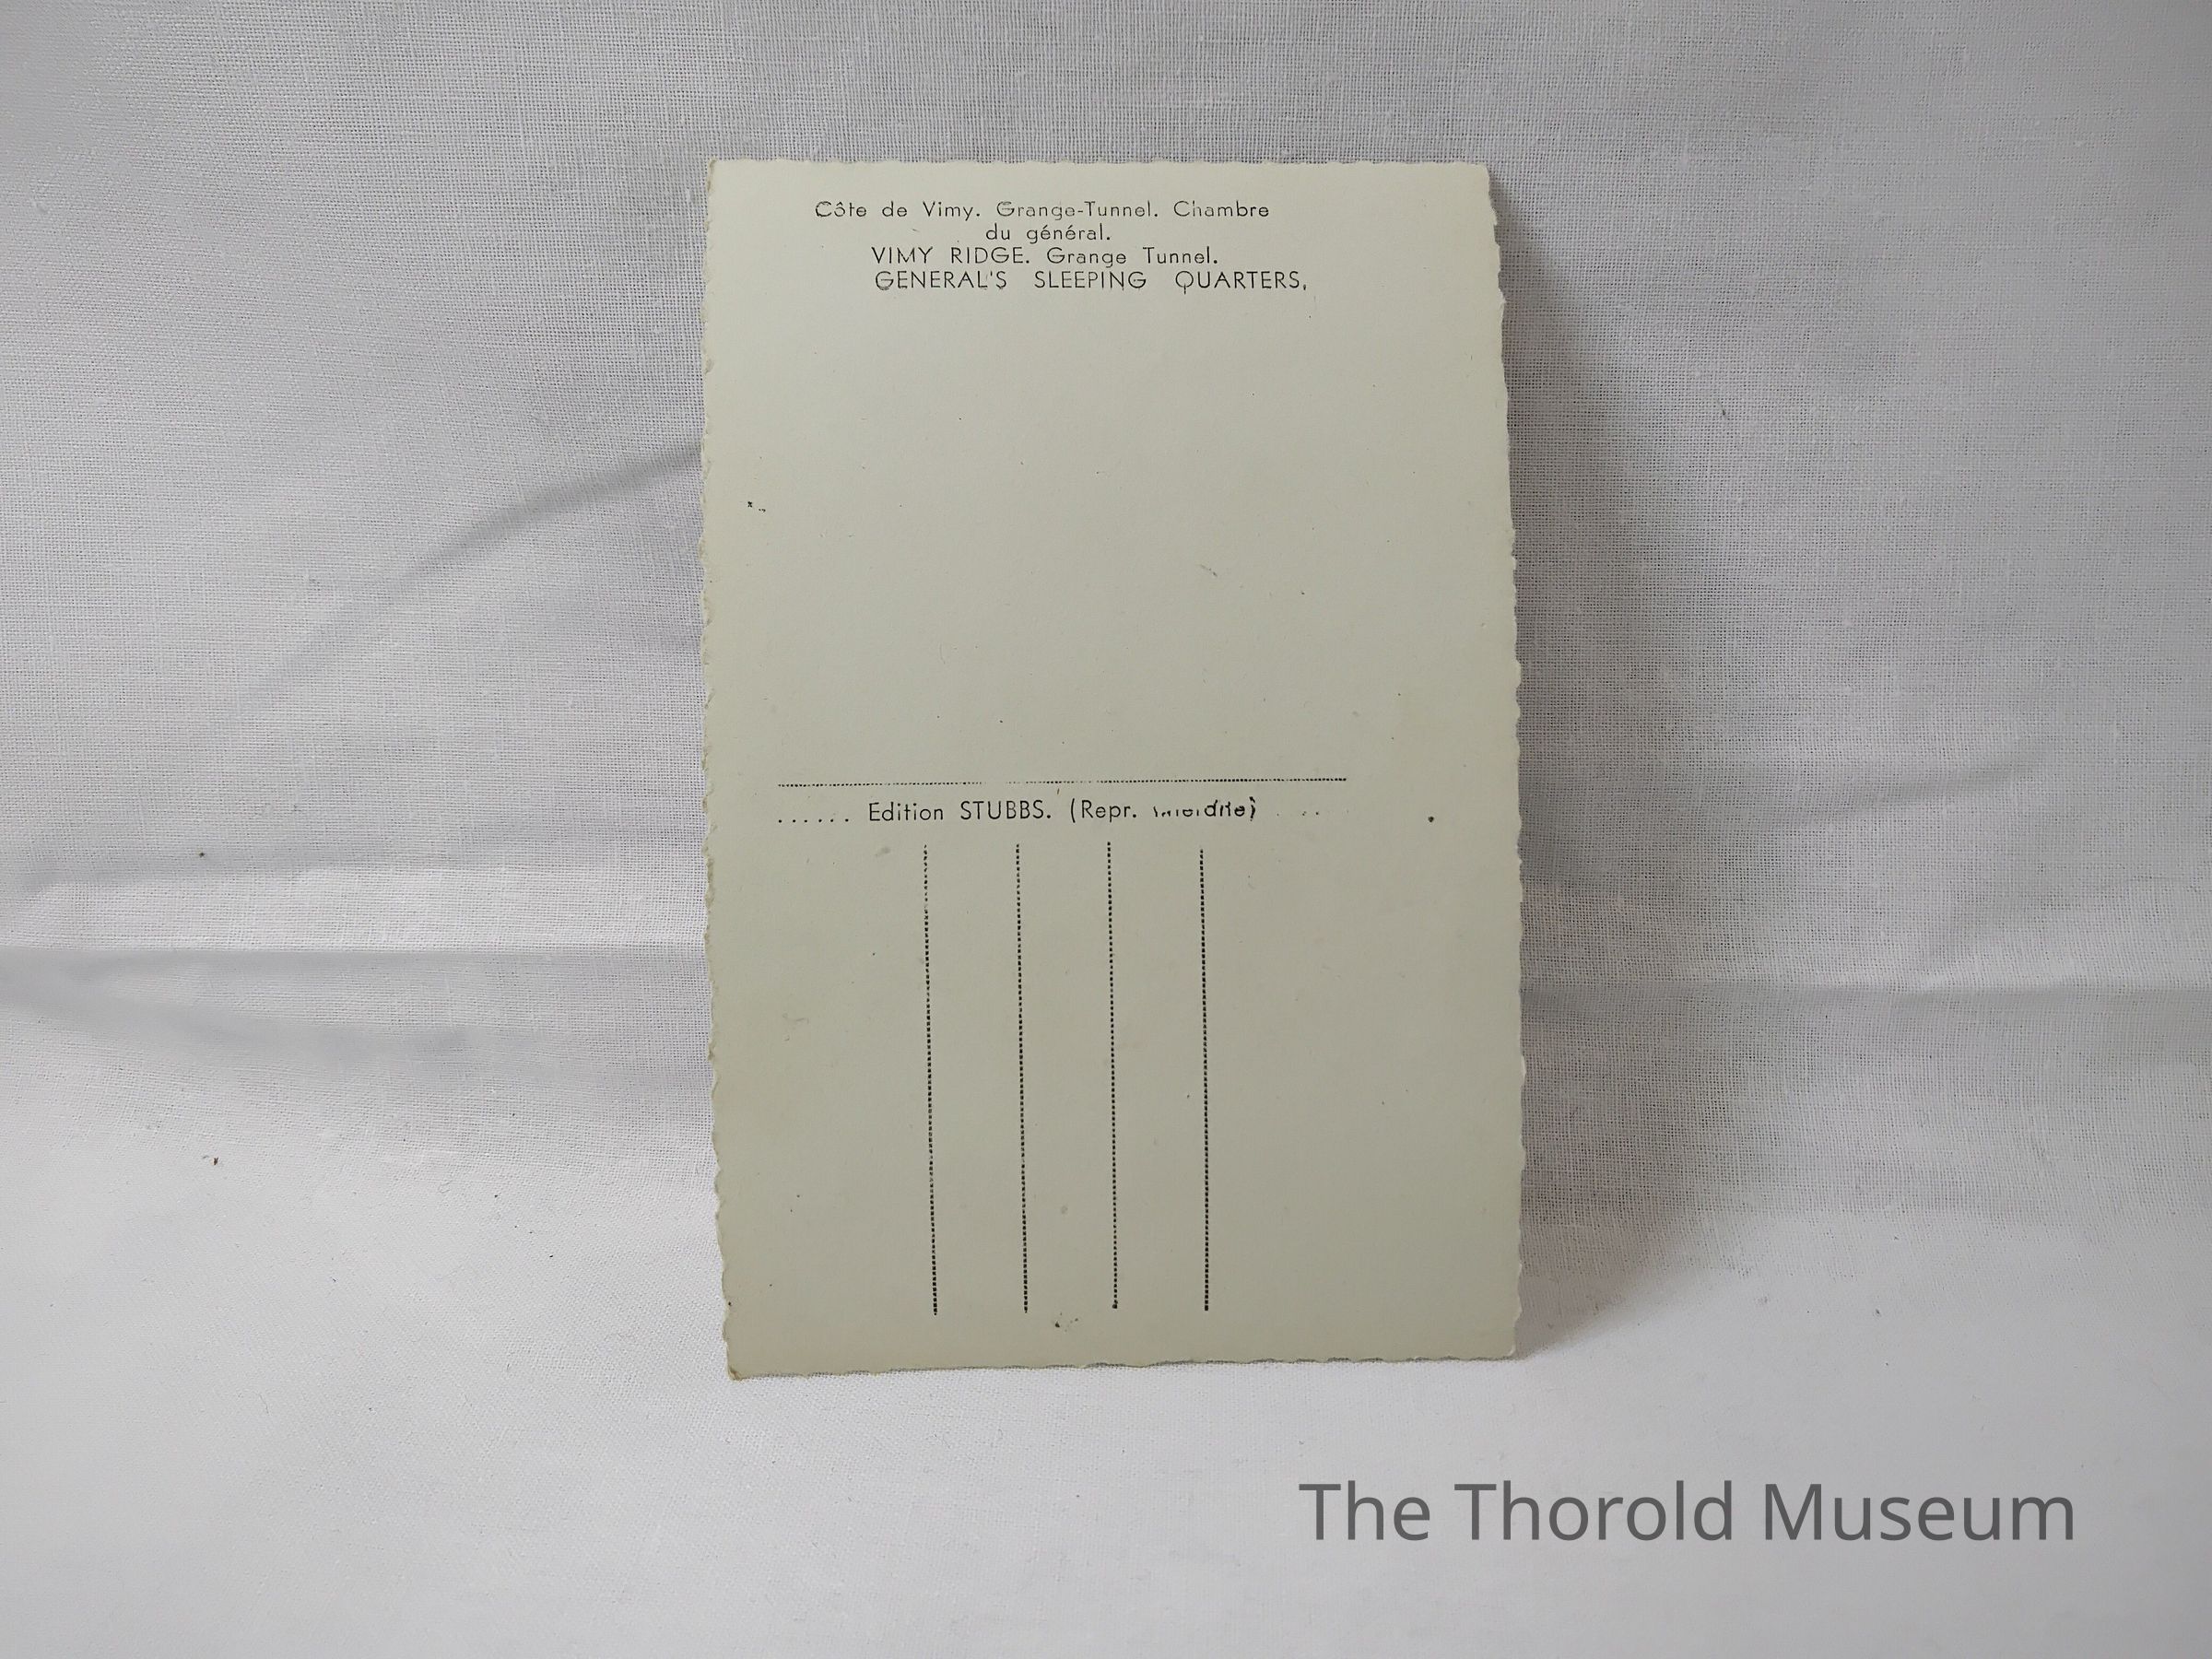 Côte de Vimy. Grange-Tunnel. Chambre
du général.
VIMY RIDGE. Grange Tunnel.
GENERAL'S SLEEPING QUARTERS.
...... Edition STUBBS. (Repr.
The Thorold Museum